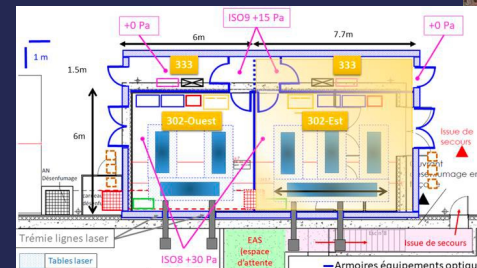 +0 Pa
ISO9 +15 Pa
+0 Pa
6m
7.7m
1 m
333
333
1.5m
302-Ouest
302-Est
6m
Issue de
secours
AN
Désenfumage
Trémie lignes laser
EAS
(espace
d'attente
Issue de secours
Tables laser
ISO8 +30 Pa
Armoires équipements optiqu